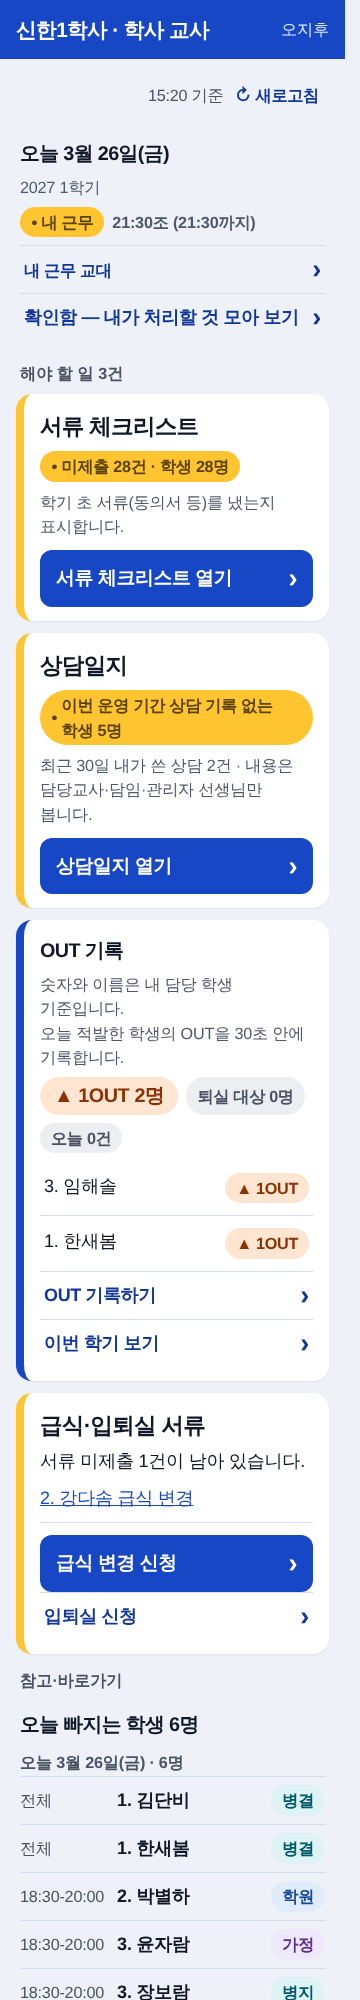 신한1학사 · 학사 교사 오지후
15:20 기준 ↻ 새로고침
오늘 3월 26일(금)
2027 1학기
• 내 근무 21:30조 (21:30까지)
내 근무 교대 ›
확인함 — 내가 처리할 것 모아 보기 ›
해야 할 일 3건
서류 체크리스트
• 미제출 28건 · 학생 28명
학기 초 서류(동의서 등)를 냈는지
표시합니다.
서류 체크리스트 열기 ›
상담일지
• 이번 운영 기간 상담 기록 없는
학생 5명
최근 30일 내가 쓴 상담 2건 · 내용은
담당교사·담임·관리자 선생님만
봅니다.
상담일지 열기 ›
OUT 기록
숫자와 이름은 내 담당 학생
기준입니다.
오늘 적발한 학생의 OUT을 30초 안에
기록합니다.
▲ 1OUT 2명 퇴실 대상 0명
오늘 0건
3. 임해솔 ▲ 1OUT
1. 한새봄 ▲ 1OUT
OUT 기록하기 ›
이번 학기 보기 ›
급식·입퇴실 서류
서류 미제출 1건이 남아 있습니다.
2. 강다솜 급식 변경
급식 변경 신청 ›
입퇴실 신청 ›
참고·바로가기
오늘 빠지는 학생 6명
오늘 3월 26일(금) · 6명
전체 1. 김단비 병결
전체 1. 한새봄 병결
18:30-20:00 2. 박별하 학원
18:30-20:00 3. 윤자람 가정
18:30-20:00 3. 장보람 병지